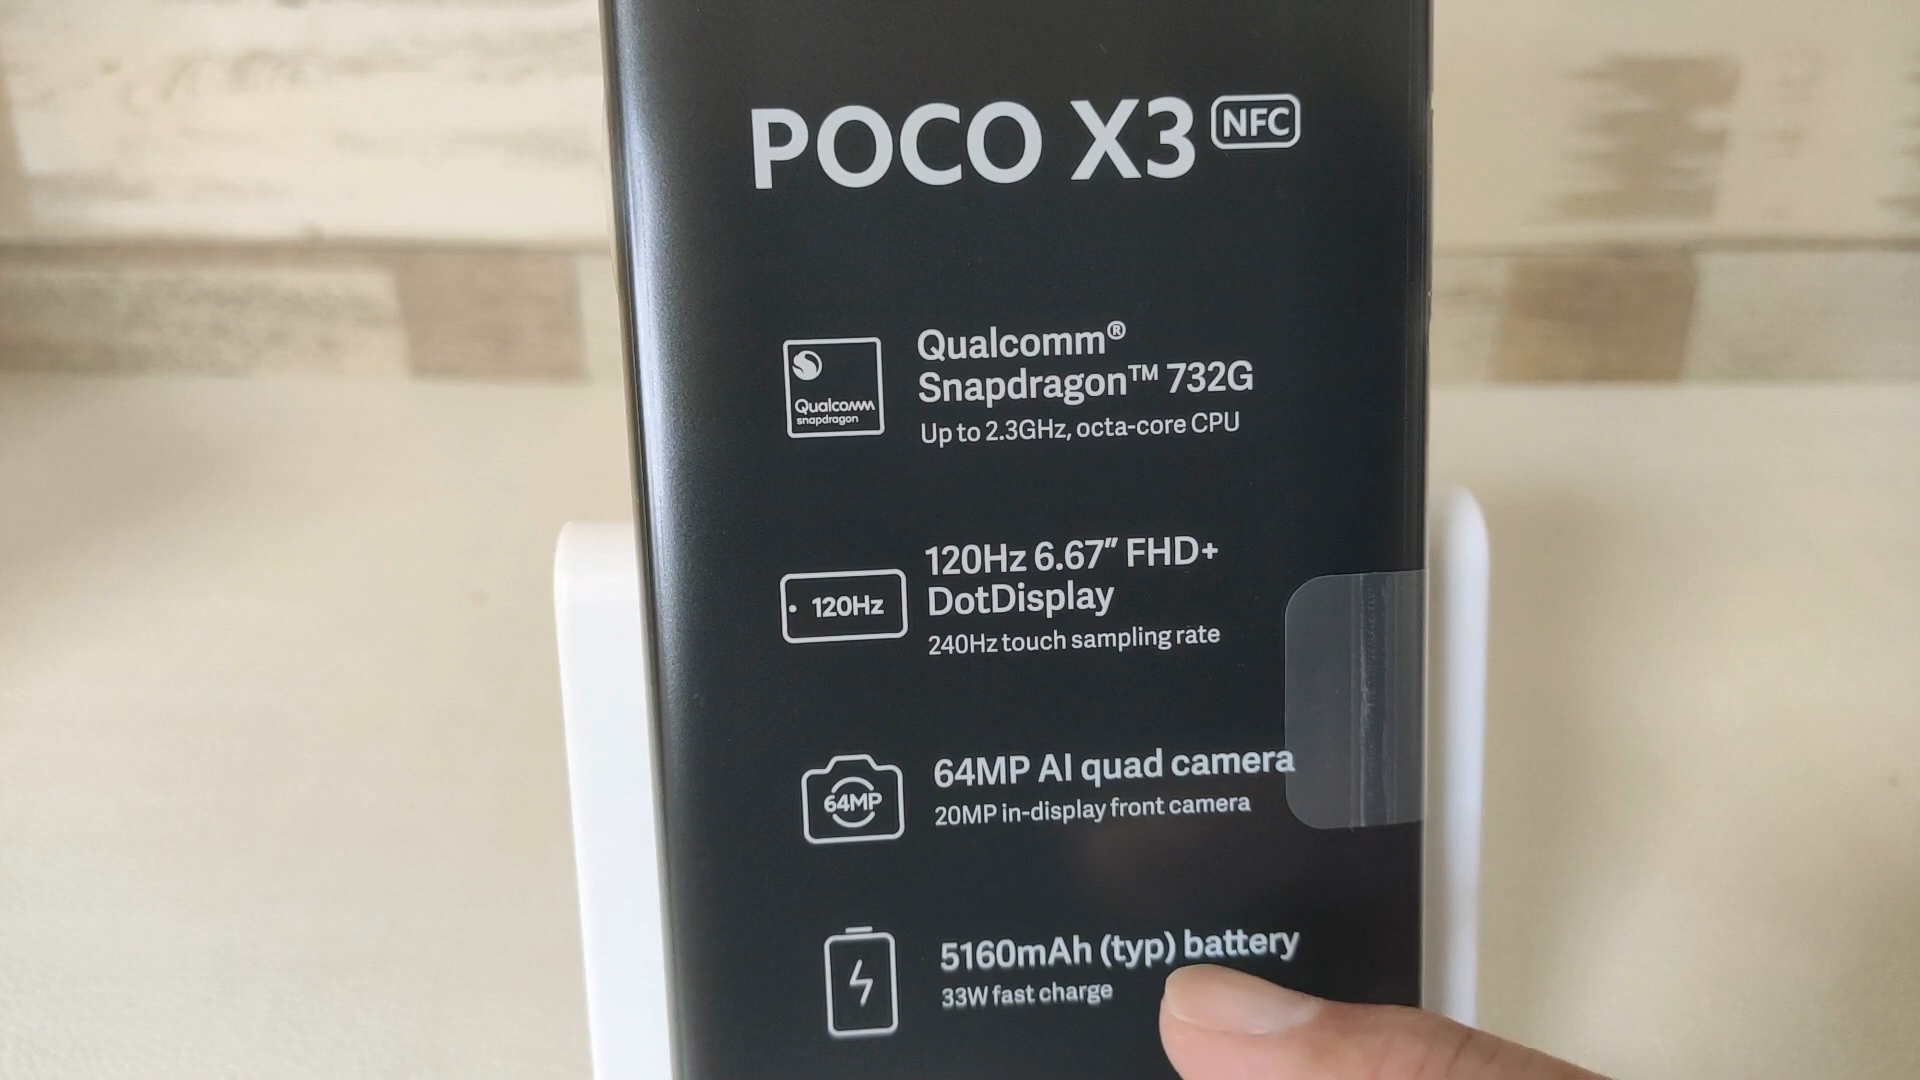 POCO X3 NFC
Qualcomm
snapdragon
Qualcomm®
Snapdragon™ 732G
Up to 2.3GHz, octa-core CPU
120Hz
120Hz 6.67″ FHD+
DotDisplay
240Hz touch sampling rate
64MP
64MP AI quad camera
20MP in-display front camera
5160mAh (typ) battery
33W fast charge